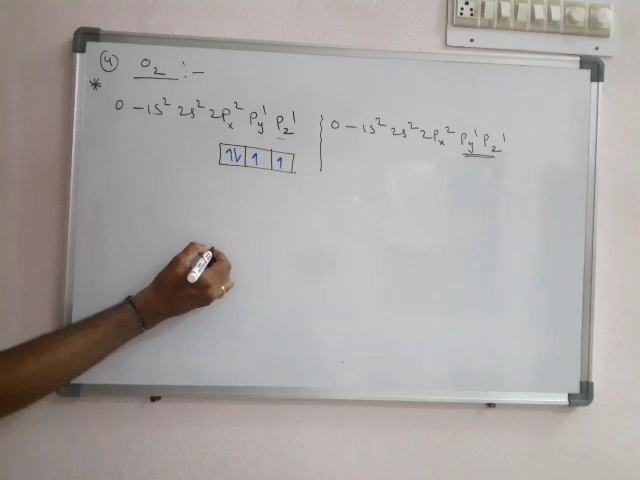 (4) O₂ :-
*
O - 1s² 2s² 2Px² Py¹ Pz¹
O - 1s² 2s² 2Px² Py¹ Pz¹
↑↓ ↑ ↑